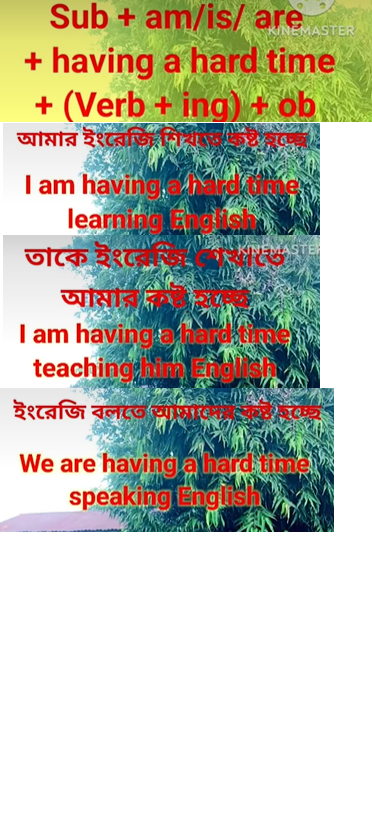 Sub + am/is/ are
KINEMASTER
+ having a hard time
+ (Verb + ing) + ob
আমার ইংরেজি শিখতে কষ্ট হচ্ছে
I am having a hard time
learning English
KINEMASTER
তাকে ইংরেজি শেখাতে
আমার কষ্ট হচ্ছে
I am having a hard time
teaching him English
ইংরেজি বলতে আমাদের কষ্ট হচ্ছে
We are having a hard time
speaking English